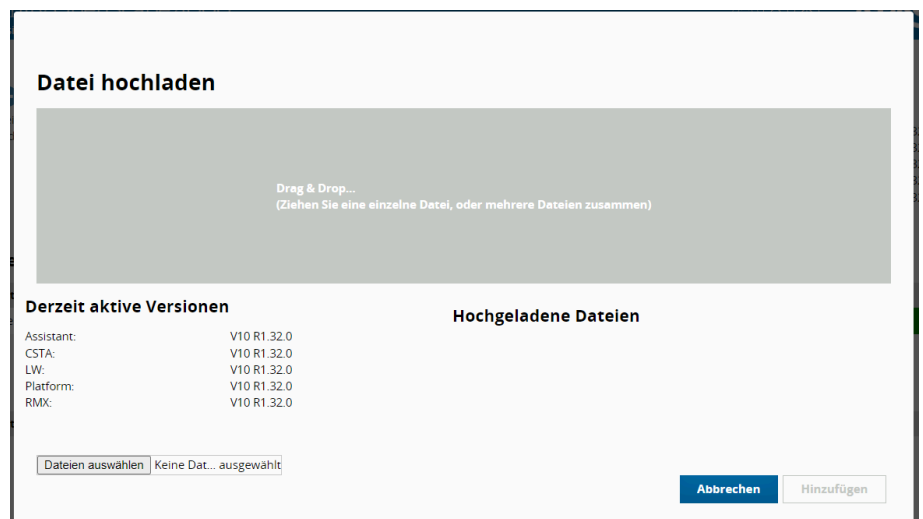 Datei hochladen
Drag & Drop...
(Ziehen Sie eine einzelne Datei, oder mehrere Dateien zusammen)
Derzeit aktive Versionen
Hochgeladene Dateien
Assistant: V10 R1.32.0
CSTA: V10 R1.32.0
LW: V10 R1.32.0
Platform: V10 R1.32.0
RMX: V10 R1.32.0
Dateien auswählen Keine Dat... ausgewählt
Abbrechen Hinzufügen